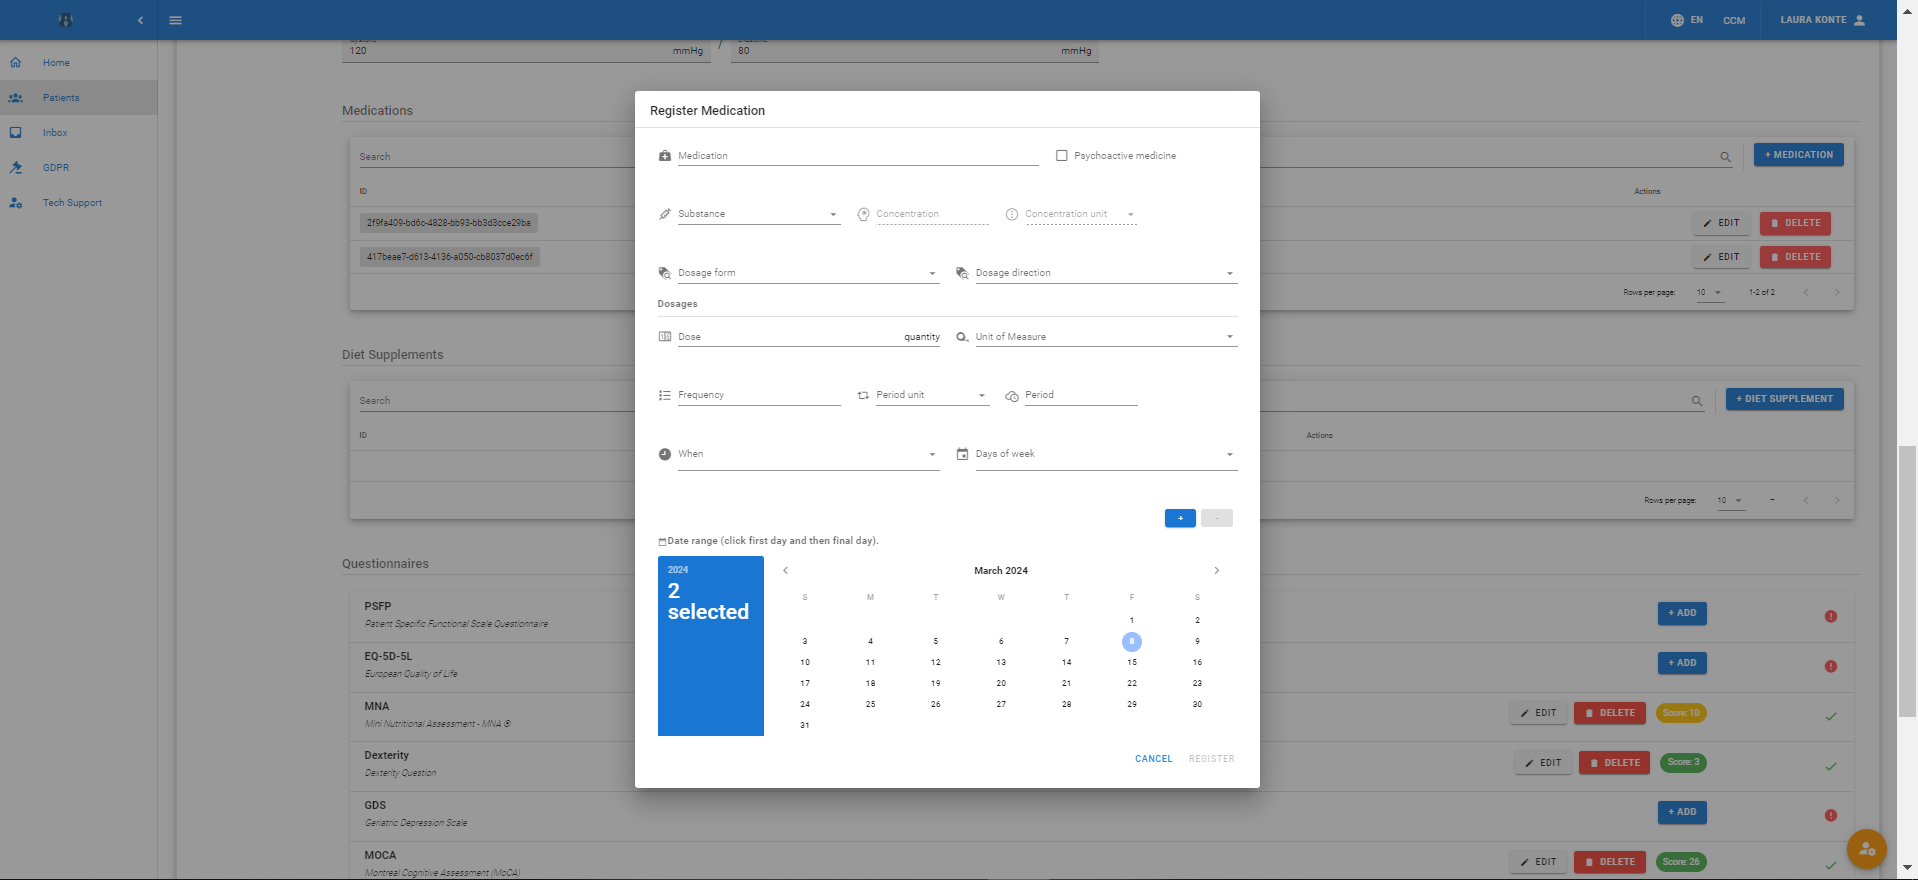 EN
CCM
LAURA KONTE
Home
Patients
Inbox
GDPR
Tech Support
120 mmHg / 80 mmHg
Medications
Search
+ MEDICATION
ID Actions
2f9fa409-bd6c-4828-bb93-bb3d3cce29ba EDIT DELETE
417beae7-d613-4136-a050-cb8037d0ec6f EDIT DELETE
Rows per page: 10 1-2 of 2
Diet Supplements
Search
+ DIET SUPPLEMENT
ID Actions
Rows per page: 10 –
Questionnaires
PSFP
Patient Specific Functional Scale Questionnaire
+ ADD
EQ-5D-5L
European Quality of Life
+ ADD
MNA
Mini Nutritional Assessment - MNA ®
EDIT DELETE Score: 10
Dexterity
Dexterity Question
EDIT DELETE Score: 3
GDS
Geriatric Depression Scale
+ ADD
MOCA
Montreal Cognitive Assessment (MoCA)
EDIT DELETE Score: 26
Register Medication
Medication
Psychoactive medicine
Substance Concentration Concentration unit
Dosage form Dosage direction
Dosages
Dose quantity Unit of Measure
Frequency Period unit Period
When Days of week
+ -
Date range (click first day and then final day).
2024
2
selected
March 2024
S M T W T F S
1 2
3 4 5 6 7 8 9
10 11 12 13 14 15 16
17 18 19 20 21 22 23
24 25 26 27 28 29 30
31
CANCEL REGISTER